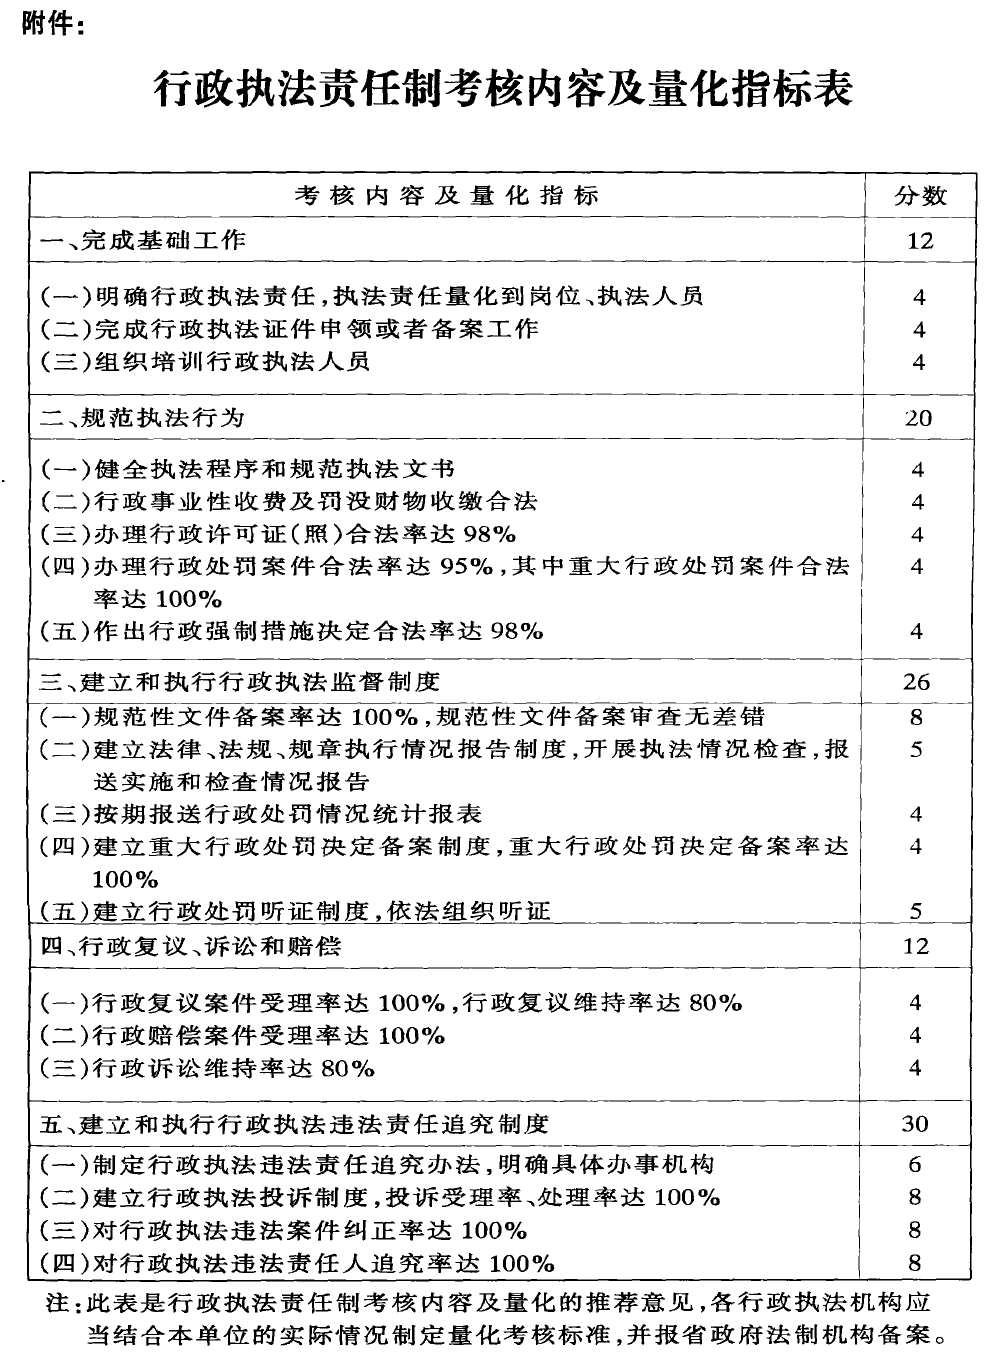 附件:
行政执法责任制考核内容及量化指标表
考核内容及量化指标 分数
一、完成基础工作 12
(一)明确行政执法责任,执法责任量化到岗位、执法人员 4
(二)完成行政执法证件申领或者备案工作 4
(三)组织培训行政执法人员 4
二、规范执法行为 20
(一)健全执法程序和规范执法文书 4
(二)行政事业性收费及罚没财物收缴合法 4
(三)办理行政许可证(照)合法率达98% 4
(四)办理行政处罚案件合法率达95%,其中重大行政处罚案件合法 4
率达100%
(五)作出行政强制措施决定合法率达98% 4
三、建立和执行行政执法监督制度 26
(一)规范性文件备案率达100%,规范性文件备案审查无差错 8
(二)建立法律、法规、规章执行情况报告制度,开展执法情况检查,报 5
送实施和检查情况报告
(三)按期报送行政处罚情况统计报表 4
(四)建立重大行政处罚决定备案制度,重大行政处罚决定备案率达 4
100%
(五)建立行政处罚听证制度,依法组织听证 5
四、行政复议、诉讼和赔偿 12
(一)行政复议案件受理率达100%,行政复议维持率达80% 4
(二)行政赔偿案件受理率达100% 4
(三)行政诉讼维持率达80% 4
五、建立和执行行政执法违法责任追究制度 30
(一)制定行政执法违法责任追究办法,明确具体办事机构 6
(二)建立行政执法投诉制度,投诉受理率、处理率达100% 8
(三)对行政执法违法案件纠正率达100% 8
(四)对行政执法违法责任人追究率达100% 8
注:此表是行政执法责任制考核内容及量化的推荐意见,各行政执法机构应
当结合本单位的实际情况制定量化考核标准,并报省政府法制机构备案。